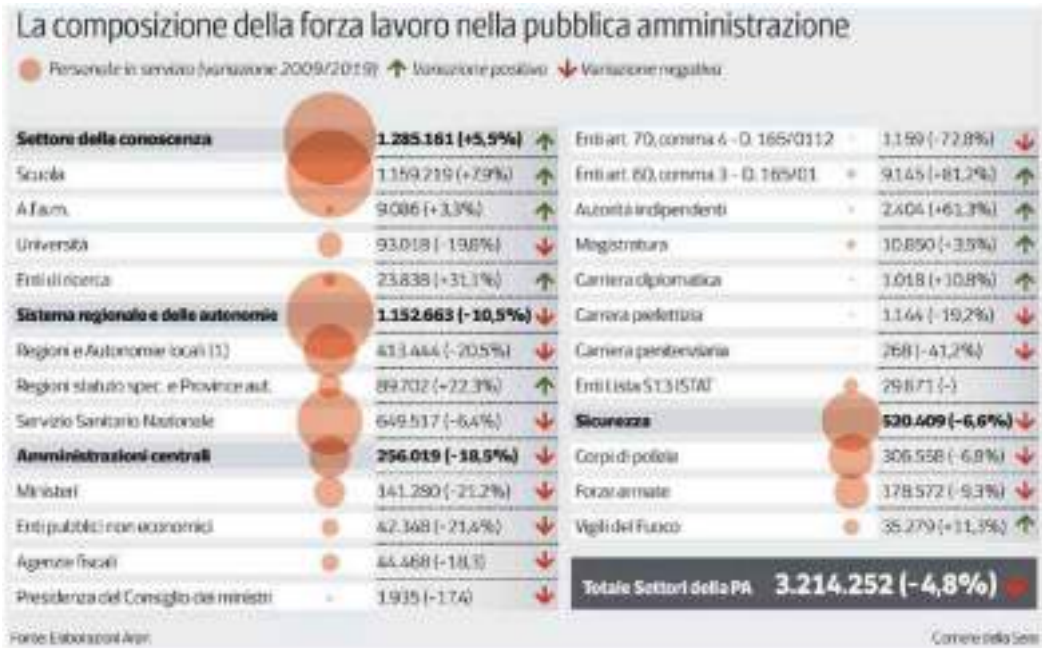 La composizione della forza lavoro nella pubblica amministrazione
Personale in servizio (variazione 2009/2019) Variazione positiva Variazione negativa
Settore della conoscenza 1.285.161 (+5,5%)
Scuola 1.159.219 (+7,9%)
A.f.a.m. 9.086 (+3,3%)
Università 93.018 (-19,8%)
Enti di ricerca 23.838 (+31,1%)
Sistema regionale e delle autonomie 1.152.663 (-10,5%)
Regioni e Autonomie locali (1) 413.444 (-20,5%)
Regioni statuto spec. e Province aut. 89.702 (+22,3%)
Servizio Sanitario Nazionale 649.517 (-6,4%)
Amministrazioni centrali 256.019 (-18,5%)
Ministeri 141.280 (-21,2%)
Enti pubblici non economici 42.348 (-21,4%)
Agenzie fiscali 44.468 (-18,3)
Presidenza del Consiglio dei ministri 1.935 (-17,4)
Enti art. 70, comma 4 - D. 165/0112 1.159 (-72,8%)
Enti art. 60, comma 3 - D. 165/01 9.145 (+81,2%)
Autorità indipendenti 2.404 (+61,3%)
Magistratura 10.850 (+3,5%)
Carriera diplomatica 1.018 (+10,8%)
Carriera prefettizia 1.144 (-19,2%)
Carriera penitenziaria 268 (-41,2%)
Enti Lista S13 ISTAT 29.871 (-)
Sicurezza 520.409 (-6,6%)
Corpi di polizia 306.558 (-6,8%)
Forze armate 178.572 (-9,3%)
Vigili del Fuoco 35.279 (+11,3%)
Totale Settori della PA 3.214.252 (-4,8%)
Fonte: Elaborazioni Aran
Corriere della Sera